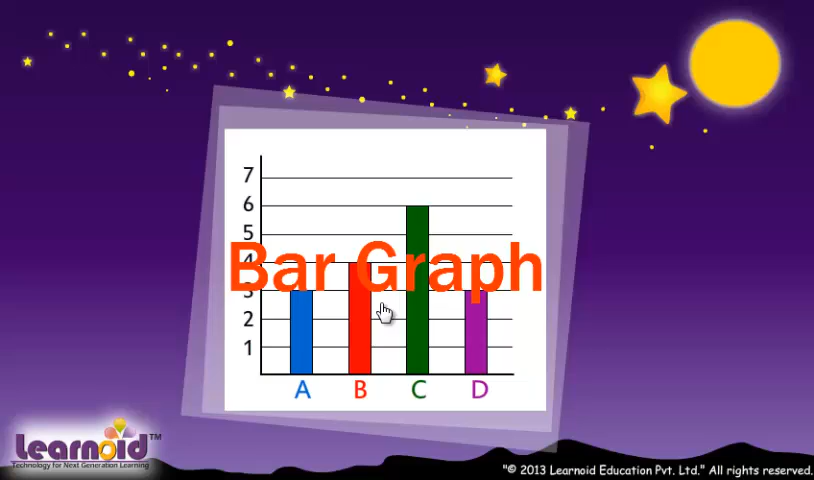 7
6
5
4
3
2
1
Bar Graph
A B C D
Learnoid™
Technology for Next Generation Learning
"© 2013 Learnoid Education Pvt. Ltd." All rights reserved.